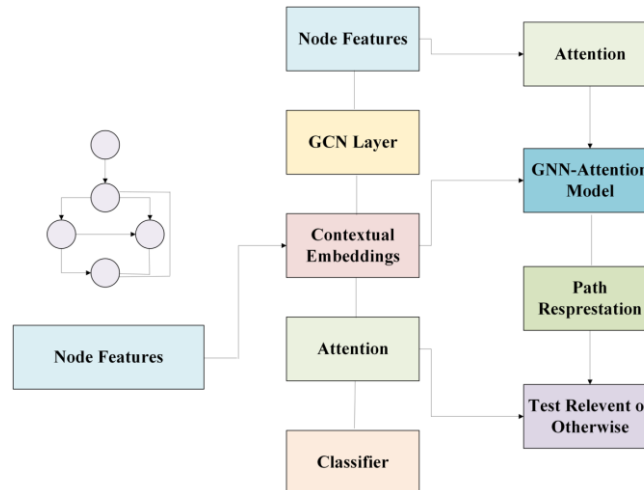 Node Features
Attention
GCN Layer
GNN-Attention
Model
Contextual
Embeddings
Path
Resprestation
Node Features
Attention
Test Relevent o
Otherwise
Classifier